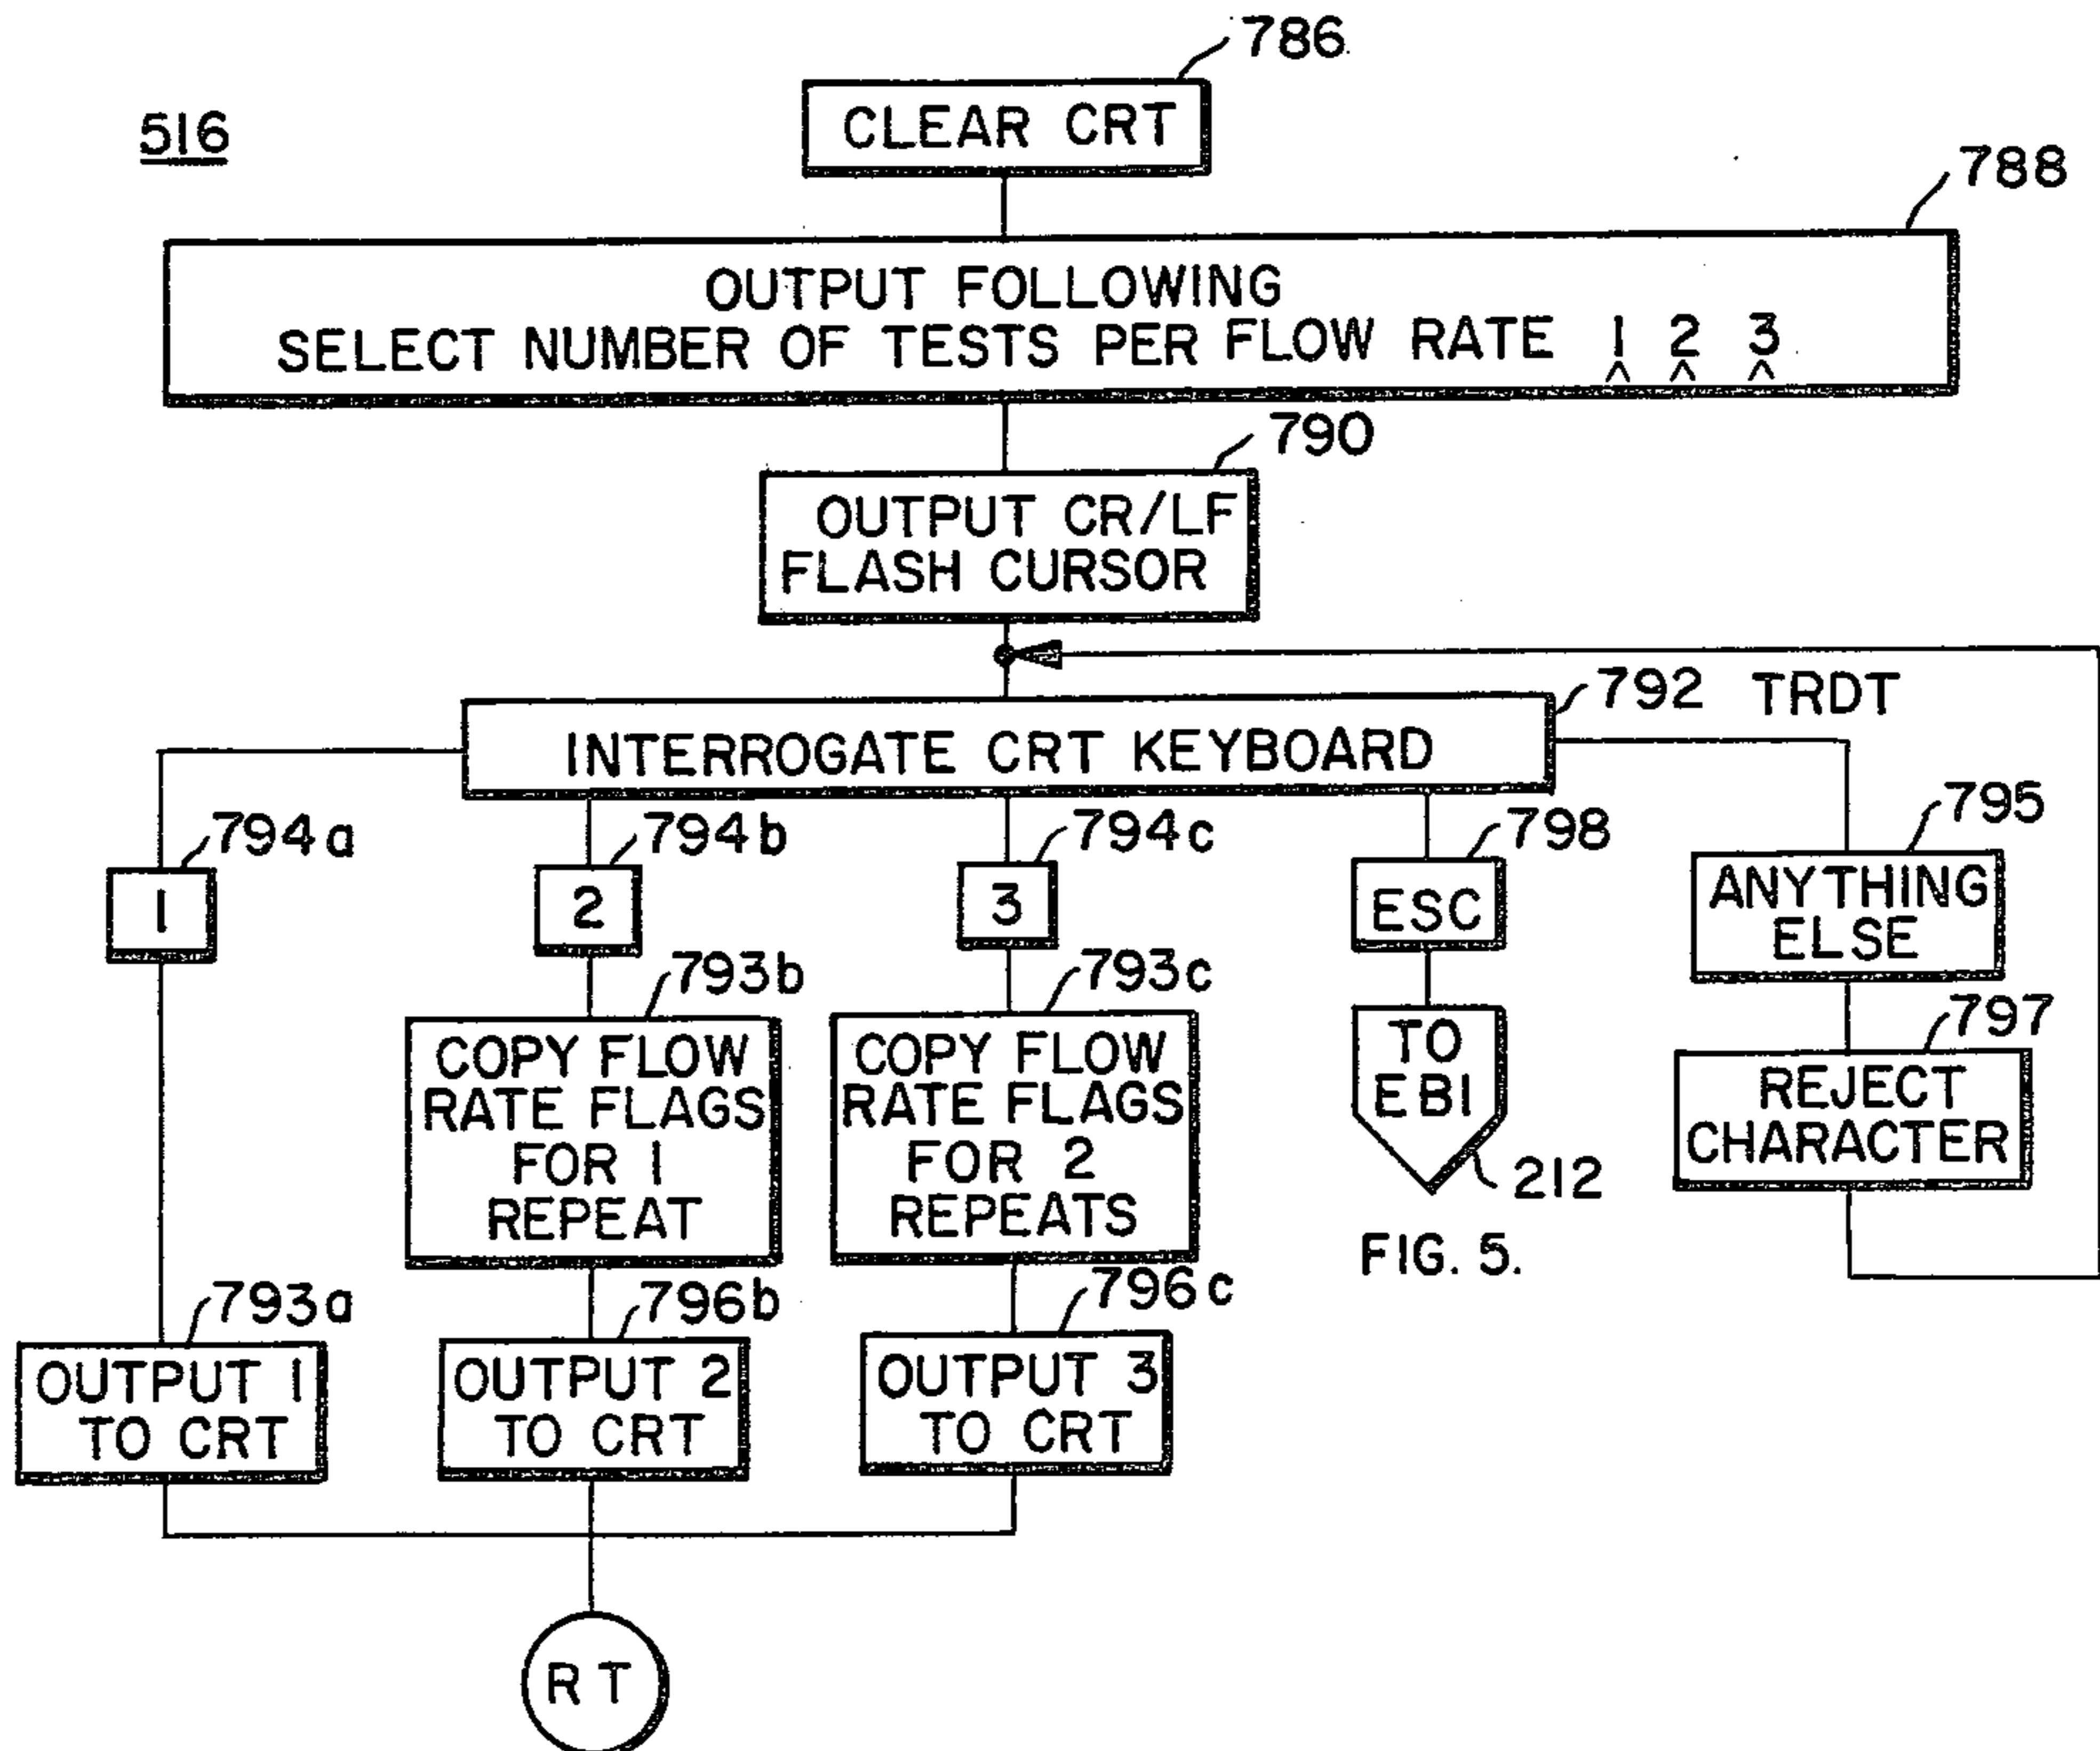 786
516
CLEAR CRT
788
OUTPUT FOLLOWING
SELECT NUMBER OF TESTS PER FLOW RATE 1 2 3
^ ^ ^
790
OUTPUT CR/LF
FLASH CURSOR
792 TRDT
INTERROGATE CRT KEYBOARD
794a
1
794b
2
794c
3
798
ESC
795
ANYTHING
ELSE
793b
COPY FLOW
RATE FLAGS
FOR 1
REPEAT
793c
COPY FLOW
RATE FLAGS
FOR 2
REPEATS
TO
EB1
212
FIG. 5.
797
REJECT
CHARACTER
793a
OUTPUT 1
TO CRT
796b
OUTPUT 2
TO CRT
796c
OUTPUT 3
TO CRT
RT